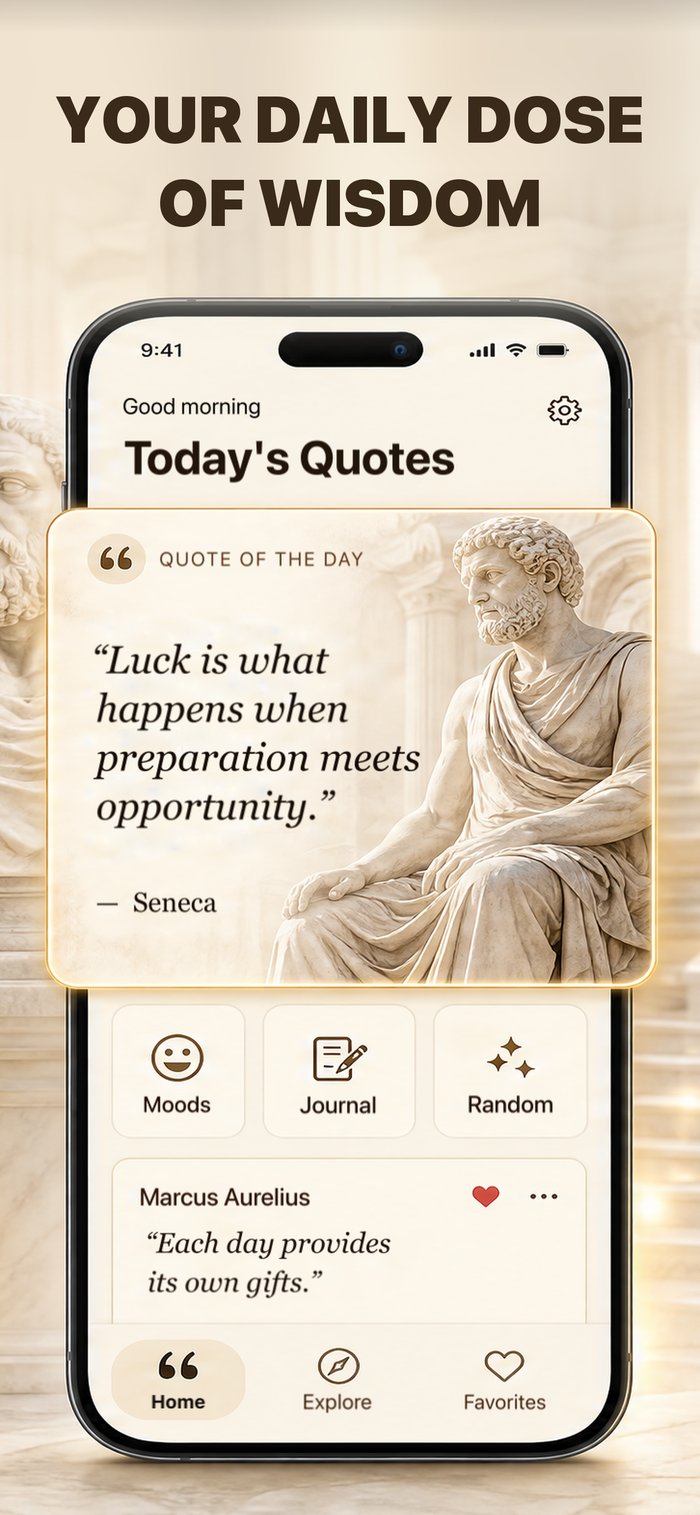 YOUR DAILY DOSE
OF WISDOM
9:41
Good morning
Today's Quotes
QUOTE OF THE DAY
“Luck is what
happens when
preparation meets
opportunity.”
— Seneca
Moods
Journal
Random
Marcus Aurelius
“Each day provides
its own gifts.”
Home
Explore
Favorites